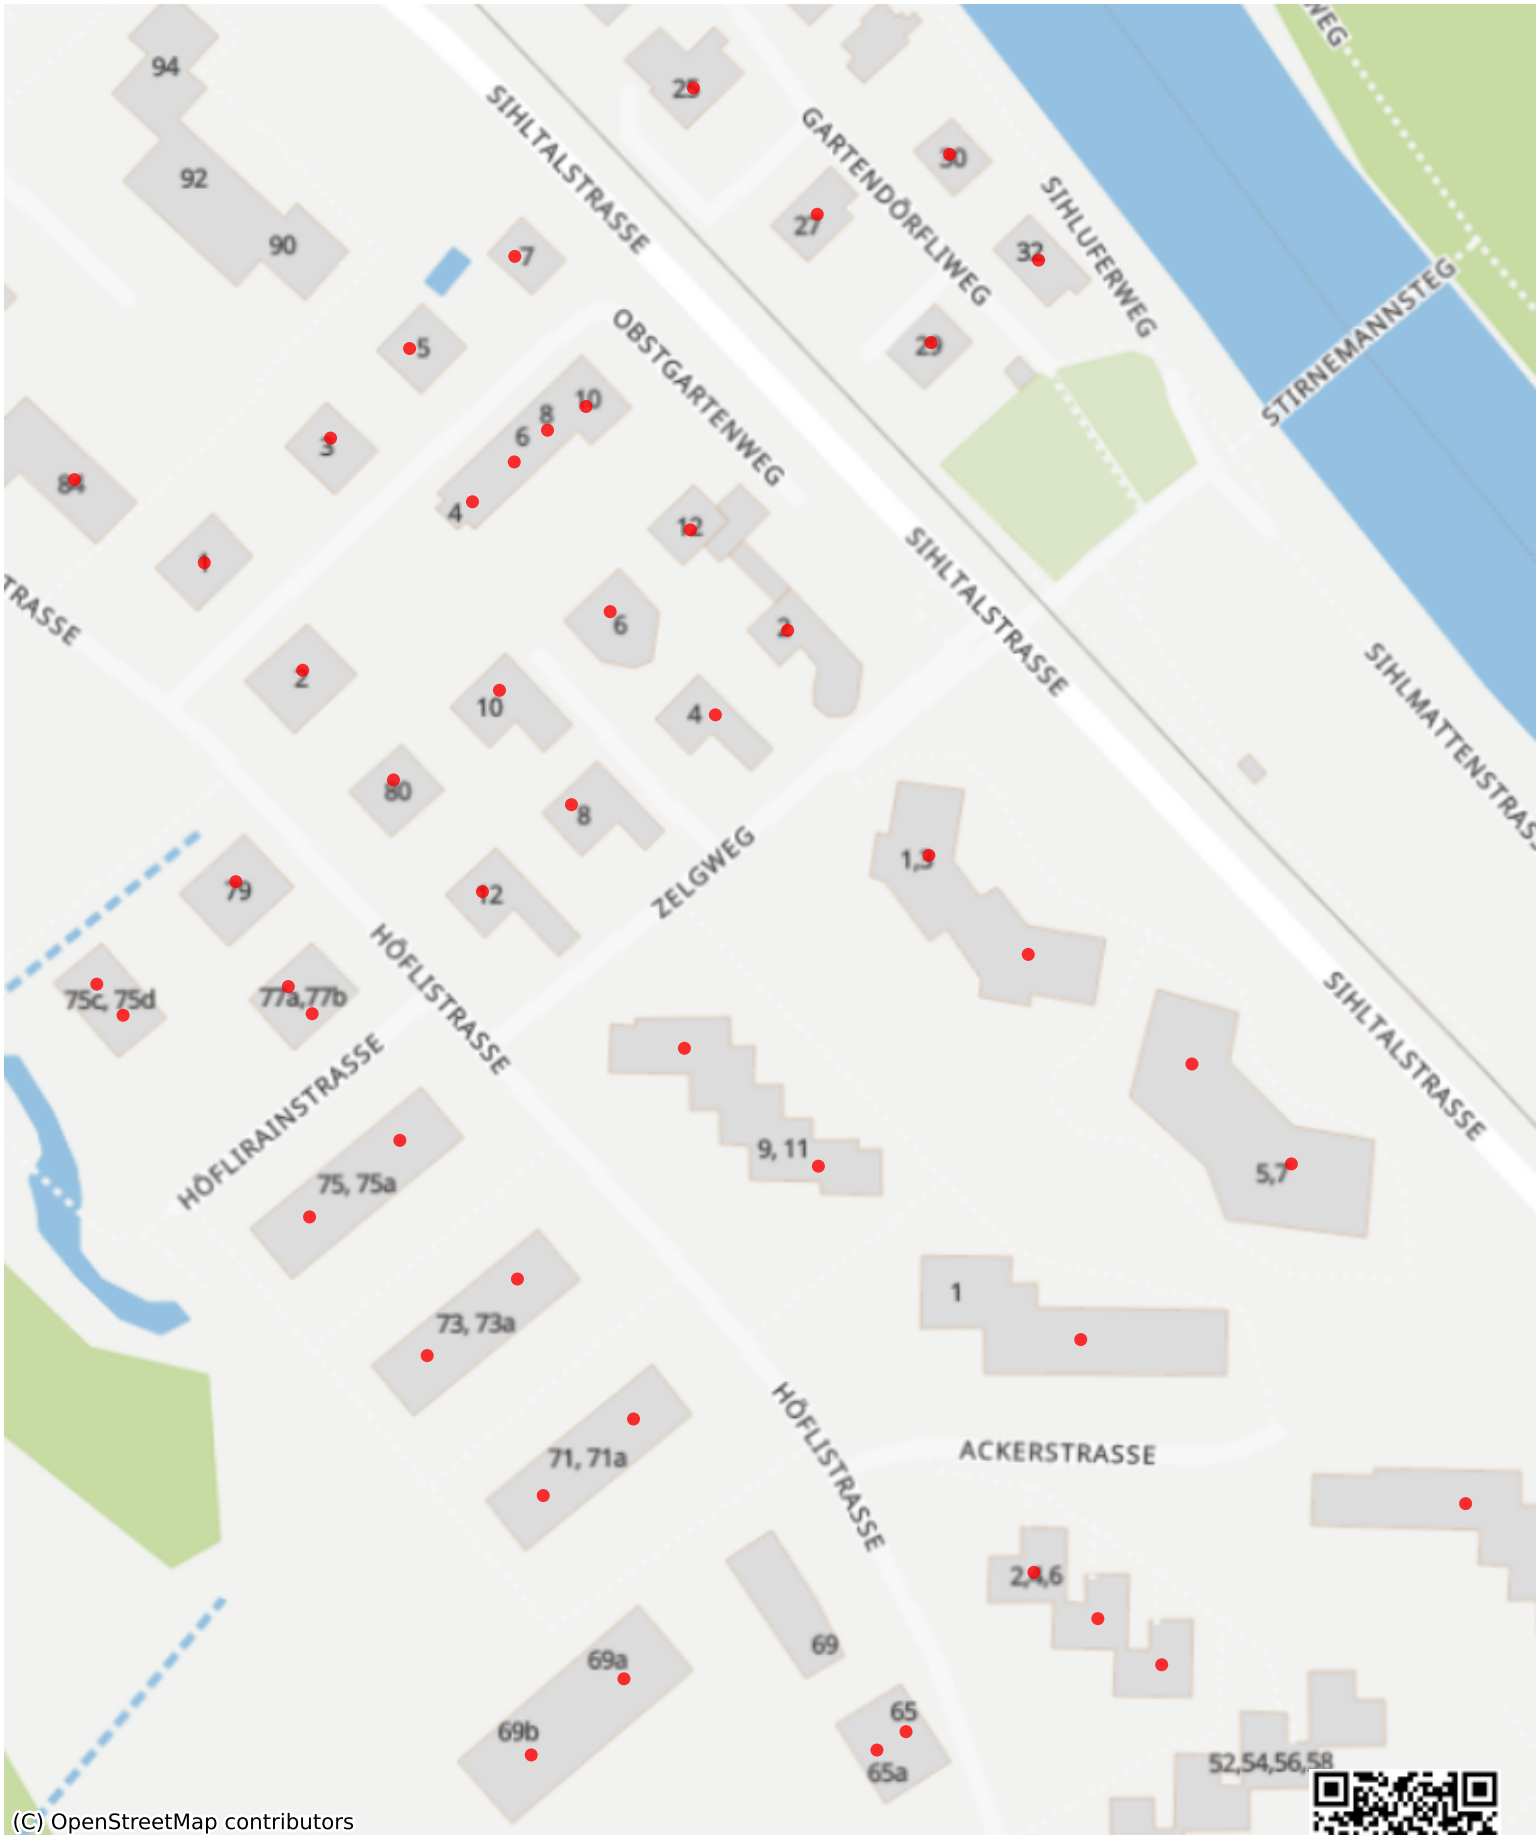 WEG
94
25
SIHLTALSTRASSE
GARTENDÖRFLIWEG
30
92
SIHLUFERWEG
27
90
7
32
STIRNEMANNSTEG
OBSTGARTENWEG
29
5
10
8
3
6
84
4
12
SIHLTALSTRASSE
1
TRASSE
6
2
2
SIHLMATTENSTRASS
10
4
80
8
1,3
ZELGWEG
79
12
HÖFLISTRASSE
75c, 75d
77a,77b
SIHLTALSTRASSE
HÖFLIRAINSTRASSE
9, 11
5,7
75, 75a
1
73, 73a
HÖFLISTRASSE
71, 71a
ACKERSTRASSE
2,4,6
69
69a
65
69b
65a
52,54,56,58
(C) OpenStreetMap contributors